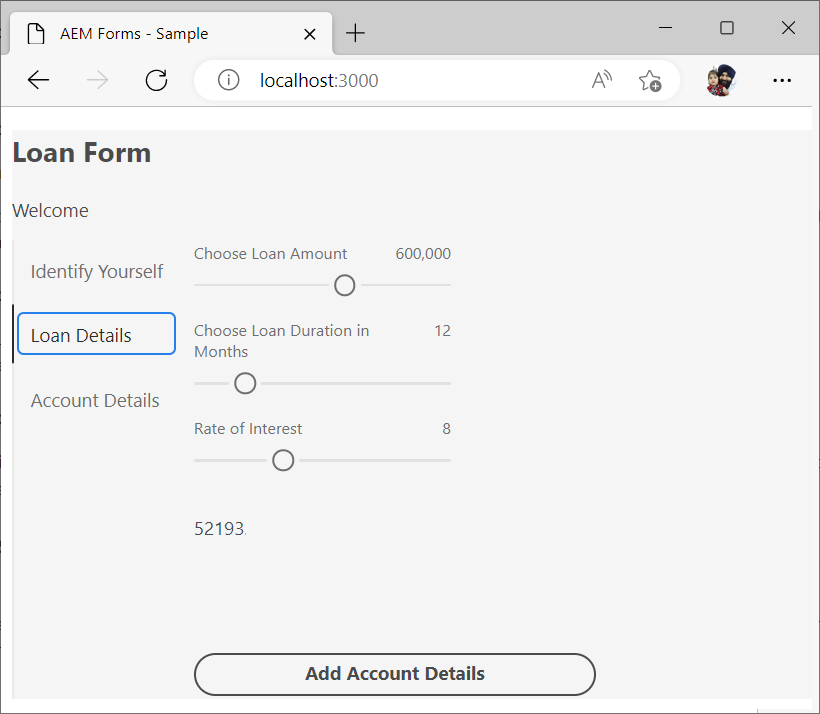 AEM Forms - Sample
localhost:3000
Loan Form
Welcome
Identify Yourself
Loan Details
Account Details
Choose Loan Amount 600,000
Choose Loan Duration in 12
Months
Rate of Interest 8
52193.
Add Account Details